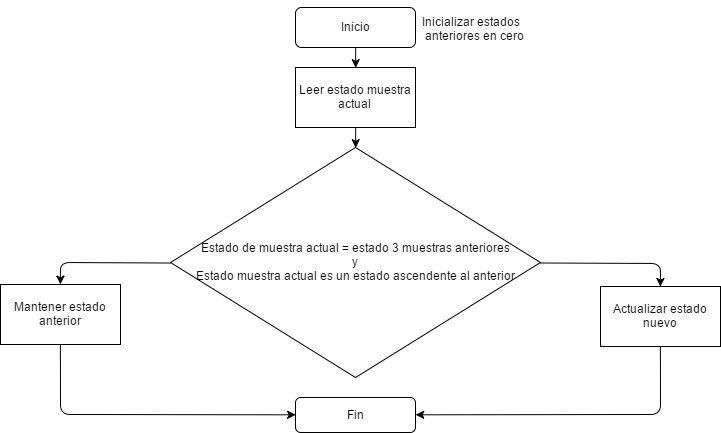 Inicio
Inicializar estados
anteriores en cero
Leer estado muestra
actual
Estado de muestra actual = estado 3 muestras anteriores
y
Estado muestra actual es un estado ascendente al anterior
Mantener estado
anterior
Actualizar estado
nuevo
Fin